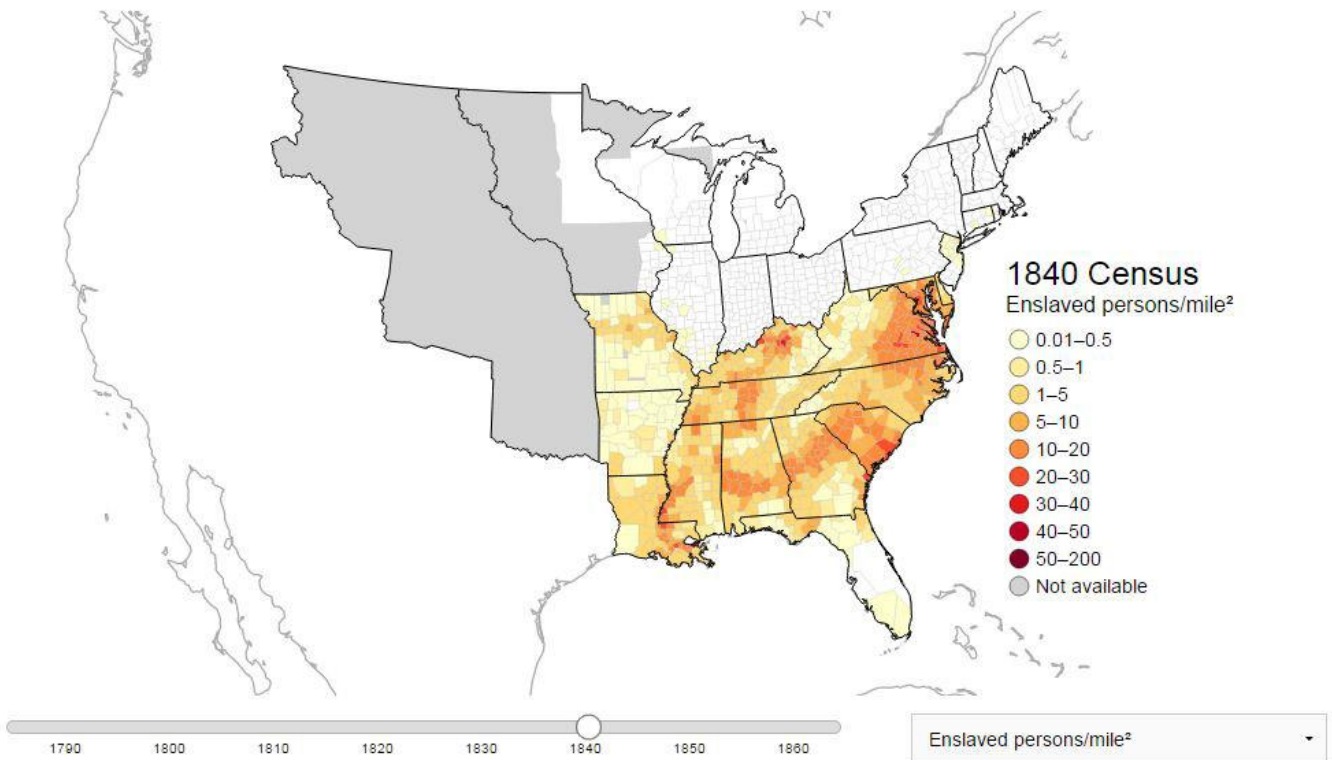 1840 Census
Enslaved persons/mile²
0.01–0.5
0.5–1
1–5
5–10
10–20
20–30
30–40
40–50
50–200
Not available
1790 1800 1810 1820 1830 1840 1850 1860
Enslaved persons/mile²